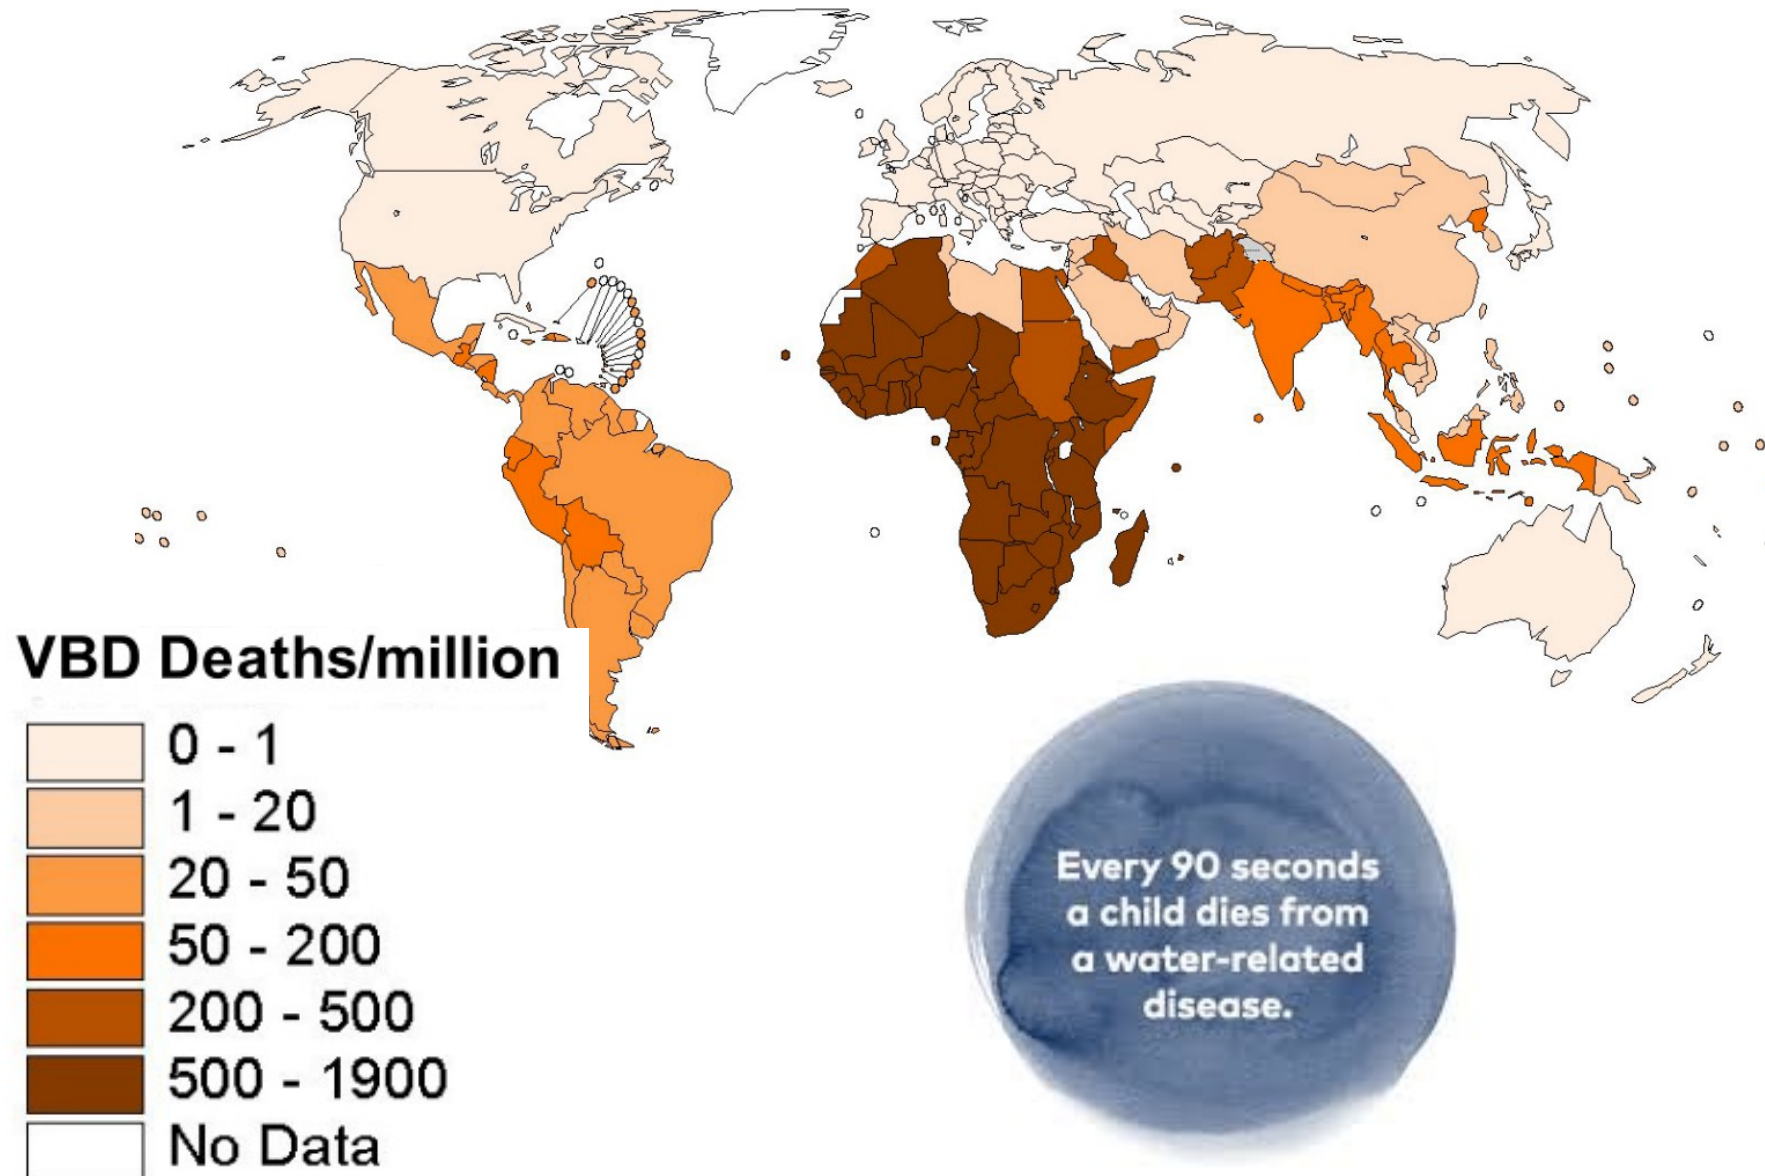 VBD Deaths/million
0 - 1
1 - 20
20 - 50
50 - 200
200 - 500
500 - 1900
No Data
Every 90 seconds
a child dies from
a water-related
disease.